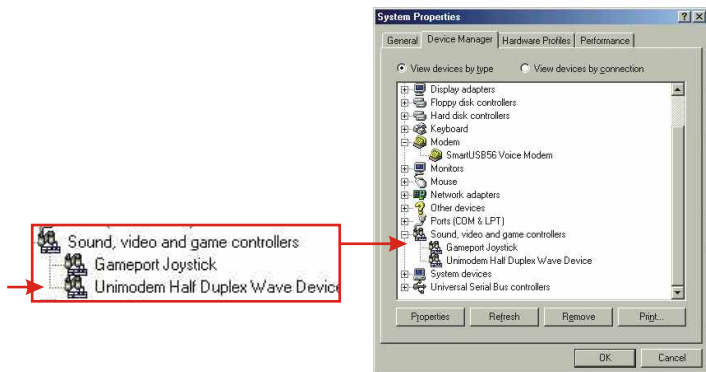 System Properties
General Device Manager Hardware Profiles Performance
View devices by type View devices by connection
Display adapters
Floppy disk controllers
Hard disk controllers
Keyboard
Modem
SmartUSB56 Voice Modem
Monitors
Mouse
Network adapters
Other devices
Ports (COM & LPT)
Sound, video and game controllers
Gameport Joystick
Unimodem Half Duplex Wave Device
System devices
Universal Serial Bus controllers
Properties Refresh Remove Print...
OK Cancel
Sound, video and game controllers
Gameport Joystick
Unimodem Half Duplex Wave Device